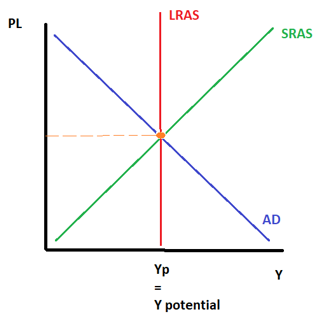 PL
LRAS
SRAS
AD
Yp
=
Y potential
Y